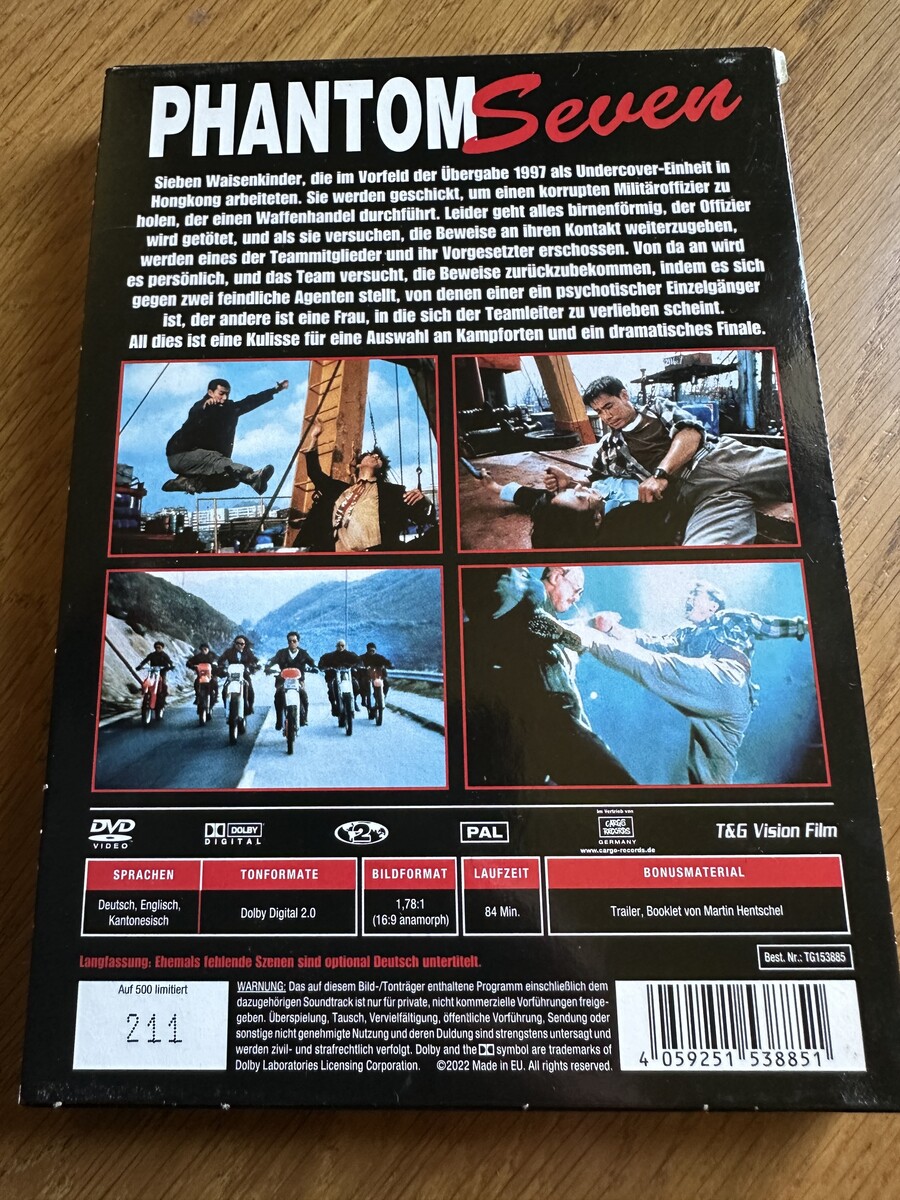 PHANTOM Seven
Sieben Waisenkinder, die im Vorfeld der Übergabe 1997 als Undercover-Einheit in
Hongkong arbeiteten. Sie werden geschickt, um einen korrupten Militäroffizier zu
holen, der einen Waffenhandel durchführt. Leider geht alles birnenförmig, der Offizier
wird getötet, und als sie versuchen, die Beweise an ihren Kontakt weiterzugeben,
werden eines der Teammitglieder und ihr Vorgesetzter erschossen. Von da an wird
es persönlich, und das Team versucht, die Beweise zurückzubekommen, indem es sich
gegen zwei feindliche Agenten stellt, von denen einer ein psychotischer Einzelgänger
ist, der andere ist eine Frau, in die sich der Teamleiter zu verlieben scheint.
All dies ist eine Kulisse für eine Auswahl an Kampforten und ein dramatisches Finale.
DVD
VIDEO
DOLBY
DIGITAL
2
PAL
Im Vertrieb von
CARGO
RECORDS
GERMANY
www.cargo-records.de
T&G Vision Film
SPRACHEN
Deutsch, Englisch,
Kantonesisch
TONFORMATE
Dolby Digital 2.0
BILDFORMAT
1,78:1
(16:9 anamorph)
LAUFZEIT
84 Min.
BONUSMATERIAL
Trailer, Booklet von Martin Hentschel
Langfassung: Ehemals fehlende Szenen sind optional Deutsch untertitelt.
Best. Nr.: TG153885
Auf 500 limitiert
211
WARNUNG: Das auf diesem Bild-/Tonträger enthaltene Programm einschließlich dem
dazugehörigen Soundtrack ist nur für private, nicht kommerzielle Vorführungen freige-
geben. Überspielung, Tausch, Vervielfältigung, öffentliche Vorführung, Sendung oder
sonstige nicht genehmigte Nutzung und deren Duldung sind strengstens untersagt und
werden zivil- und strafrechtlich verfolgt. Dolby and the symbol are trademarks of
Dolby Laboratories Licensing Corporation. ©2022 Made in EU. All rights reserved.
4 059251 538851